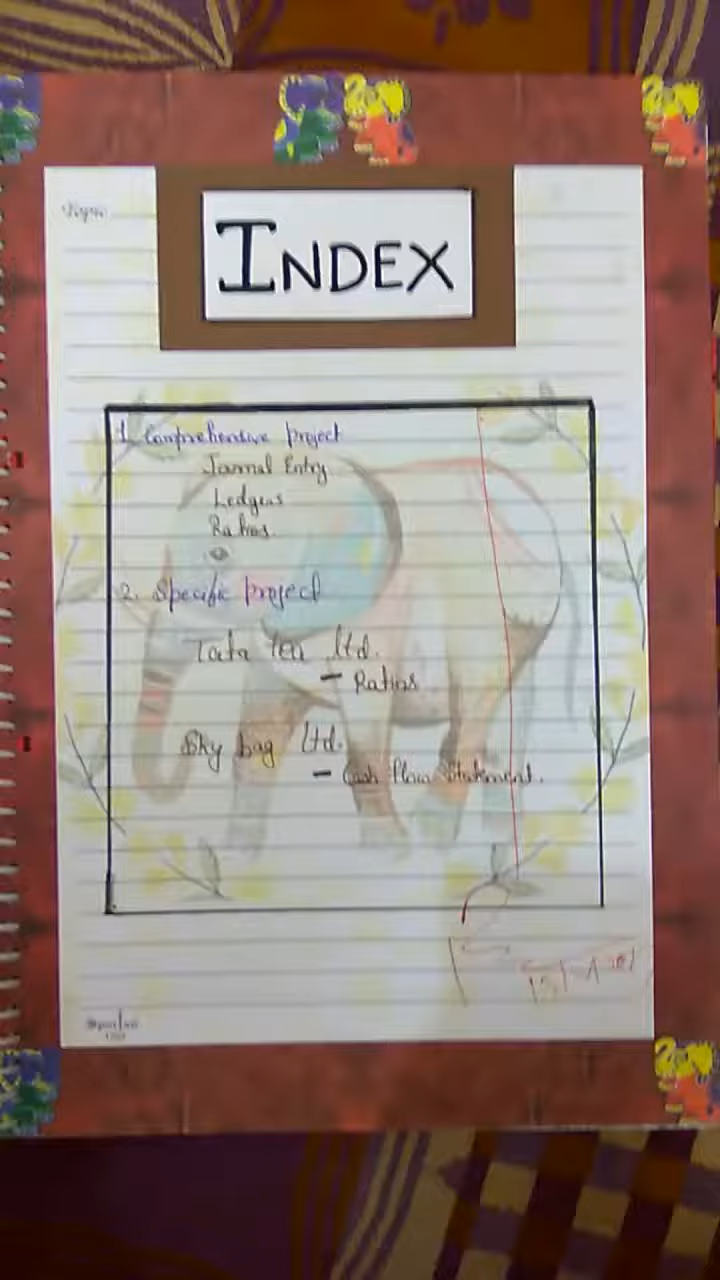 INDEX
1. Comprehensive project
Journal Entry
Ledgers
Ratios
2. Specific project
Tata Tea Ltd.
- Ratios
Sky bag Ltd.
- Cash flow Statement.